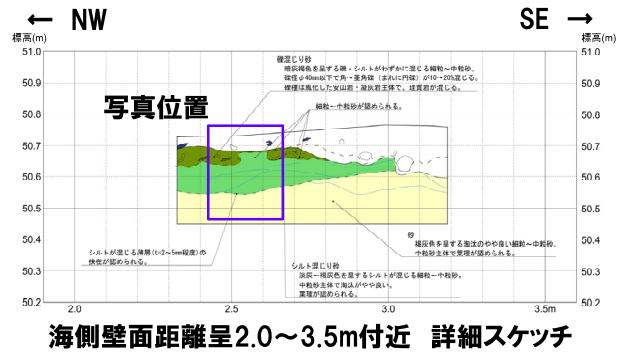 ← NW
SE →
標高(m)
標高(m)
51.0
50.9
50.8
50.7
50.6
50.5
50.4
50.3
50.2
51.0
50.9
50.8
50.7
50.6
50.5
50.4
50.3
50.2
礫混じり砂
暗灰褐色を呈する礫・シルトがわずかに混じる細粒～中粒砂。
礫径φ40mm以下で角～亜角礫（まれに円礫）が10～20%混じる。
礫種は風化した安山岩・凝灰岩主体で、珪質岩が混じる。
写真位置
細粒～中粒砂が認められる。
砂
褐灰色を呈する淘汰のやや良い細粒～中粒砂。
中粒砂主体で葉理が認められる。
シルトが混じる薄層(t=2～5mm程度)の
挟在が認められる。
シルト混じり砂
淡灰～褐灰色を呈するシルトが混じる細粒～中粒砂。
中粒砂主体で淘汰がやや良い。
葉理が認められる。
2.0
2.5
3.0
3.5m
海側壁面距離呈2.0～3.5m付近 詳細スケッチ